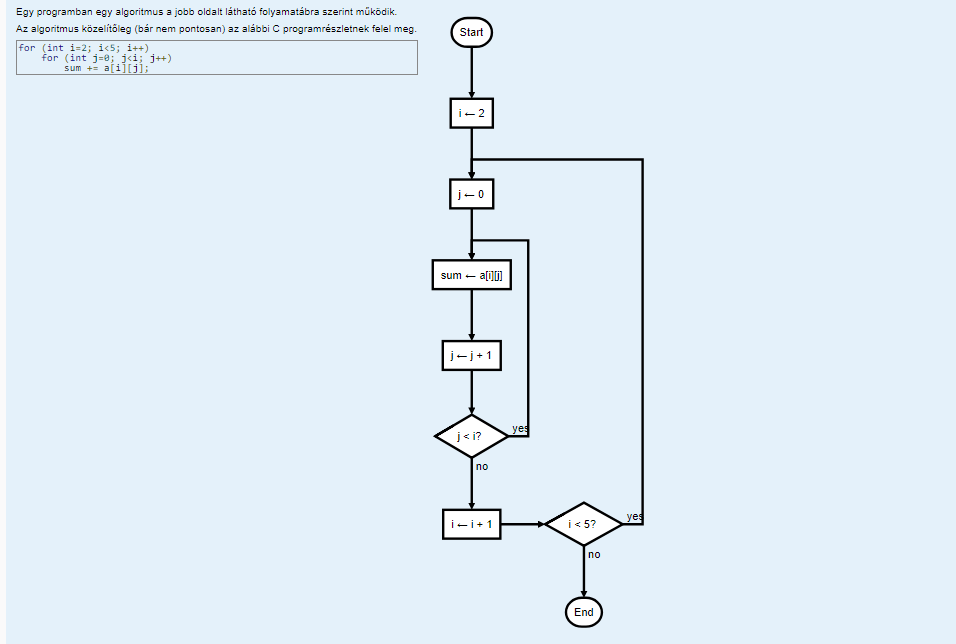 Egy programban egy algoritmus a jobb oldalt látható folyamatábra szerint működik.
Az algoritmus közelítőleg (bár nem pontosan) az alábbi C programrészletnek felel meg.
for (int i=2; i<5; i++)
for (int j=0; j<i; j++)
sum += a[i][j];
Start
i ← 2
j ← 0
sum ← a[i][j]
j ← j + 1
j < i?
yes
no
i ← i + 1
i < 5?
yes
no
End